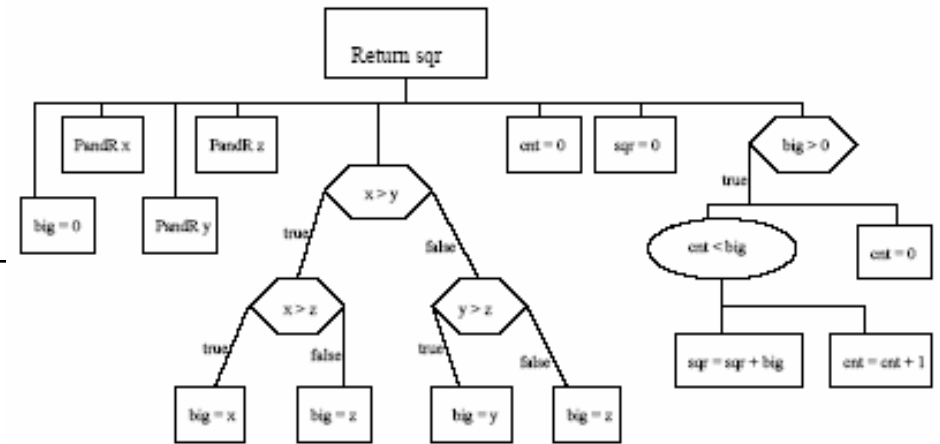 Return sqr
PandR x
PandR z
cnt = 0
sqr = 0
big > 0
true
x > y
big = 0
PandR y
true
false
cnt < big
cnt = 0
x > z
y > z
true
false
true
false
sqr = sqr + big
cnt = cnt + 1
big = x
big = z
big = y
big = z